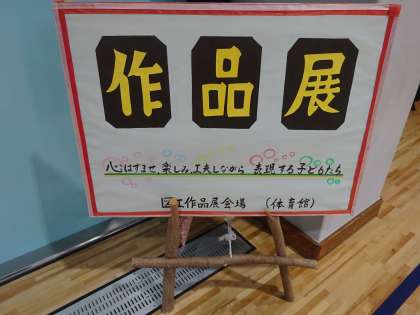 作品展
心はずませ、楽しみ、工夫しながら 表現する子どもたち
図工作品展会場 (体育館)